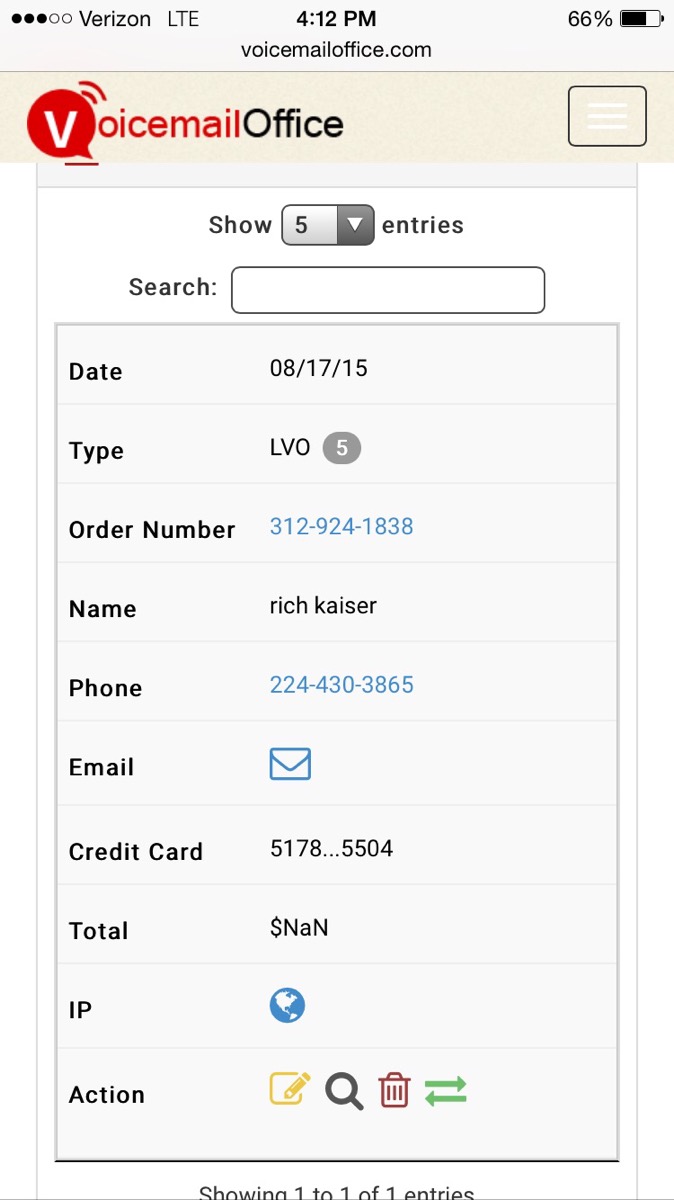 Verizon LTE 4:12 PM 66%
voicemailoffice.com
VoicemailOffice
Show 5 entries
Search:
Date 08/17/15
Type LVO 5
Order Number 312-924-1838
Name rich kaiser
Phone 224-430-3865
Email
Credit Card 5178...5504
Total $NaN
IP
Action
Showing 1 to 1 of 1 entries